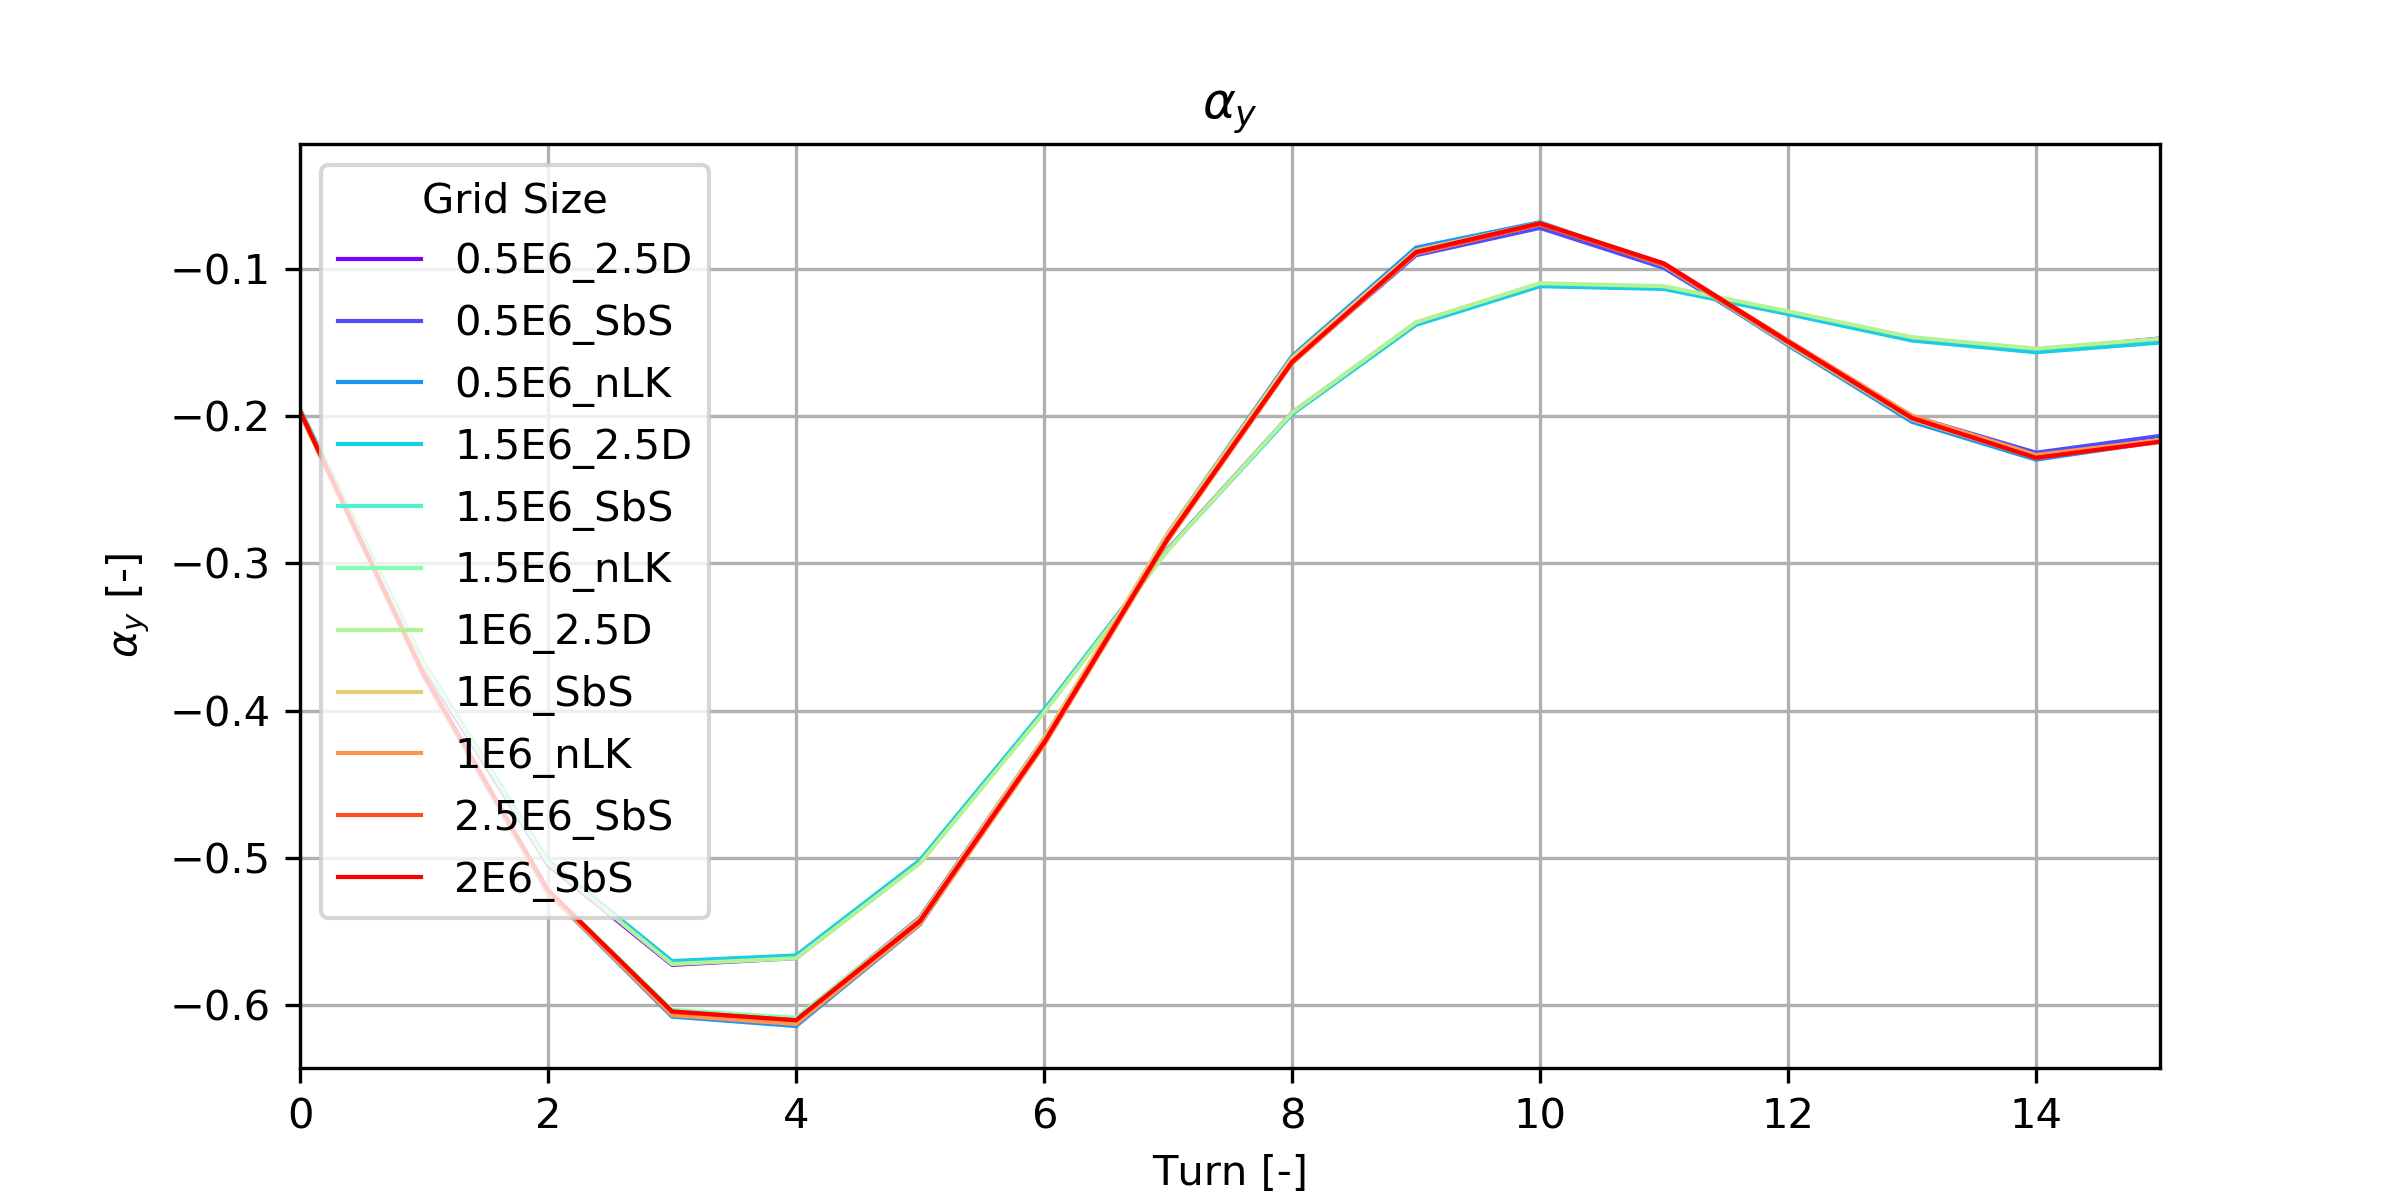 α_y
Grid Size
0.5E6_2.5D
0.5E6_SbS
0.5E6_nLK
1.5E6_2.5D
1.5E6_SbS
1.5E6_nLK
1E6_2.5D
1E6_SbS
1E6_nLK
2.5E6_SbS
2E6_SbS
α_y [-]
−0.1
−0.2
−0.3
−0.4
−0.5
−0.6
0 2 4 6 8 10 12 14
Turn [-]